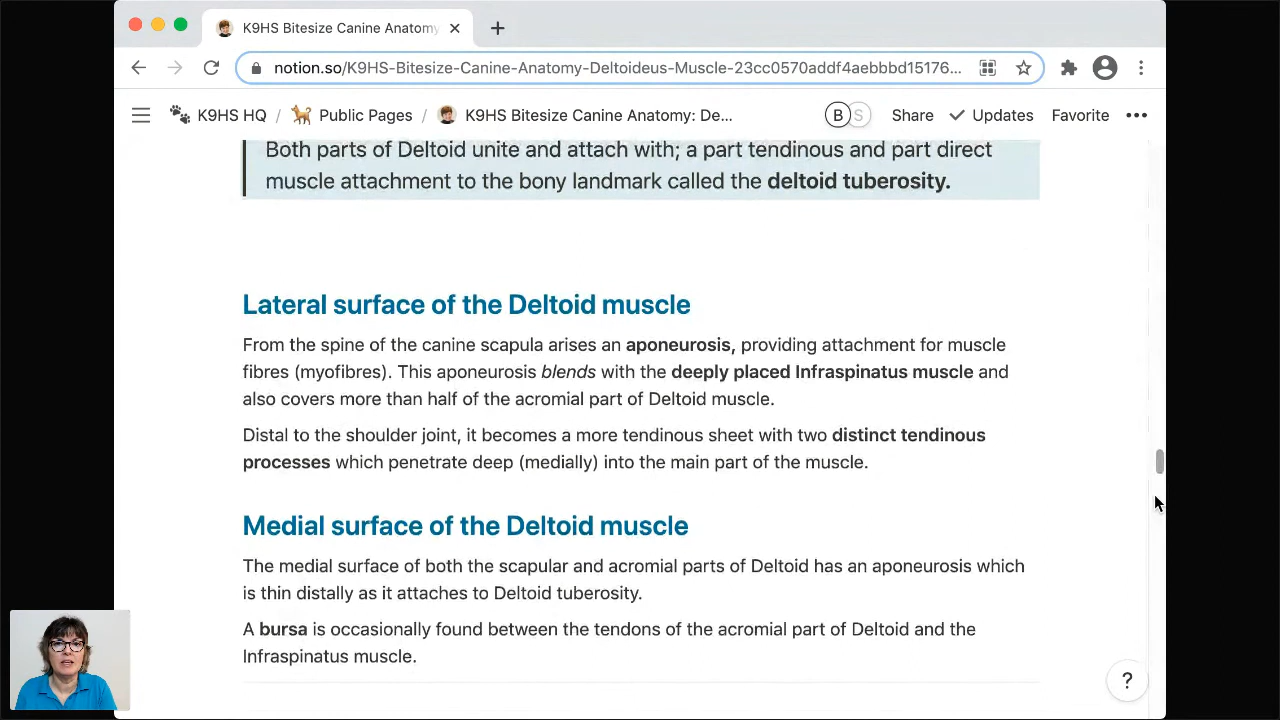 K9HS Bitesize Canine Anatomy
notion.so/K9HS-Bitesize-Canine-Anatomy-Deltoideus-Muscle-23cc0570addf4aebbbd15176...
K9HS HQ / Public Pages / K9HS Bitesize Canine Anatomy: De... B S Share Updates Favorite
Both parts of Deltoid unite and attach with; a part tendinous and part direct
muscle attachment to the bony landmark called the deltoid tuberosity.
Lateral surface of the Deltoid muscle
From the spine of the canine scapula arises an aponeurosis, providing attachment for muscle
fibres (myofibres). This aponeurosis blends with the deeply placed Infraspinatus muscle and
also covers more than half of the acromial part of Deltoid muscle.
Distal to the shoulder joint, it becomes a more tendinous sheet with two distinct tendinous
processes which penetrate deep (medially) into the main part of the muscle.
Medial surface of the Deltoid muscle
The medial surface of both the scapular and acromial parts of Deltoid has an aponeurosis which
is thin distally as it attaches to Deltoid tuberosity.
A bursa is occasionally found between the tendons of the acromial part of Deltoid and the
Infraspinatus muscle.
?